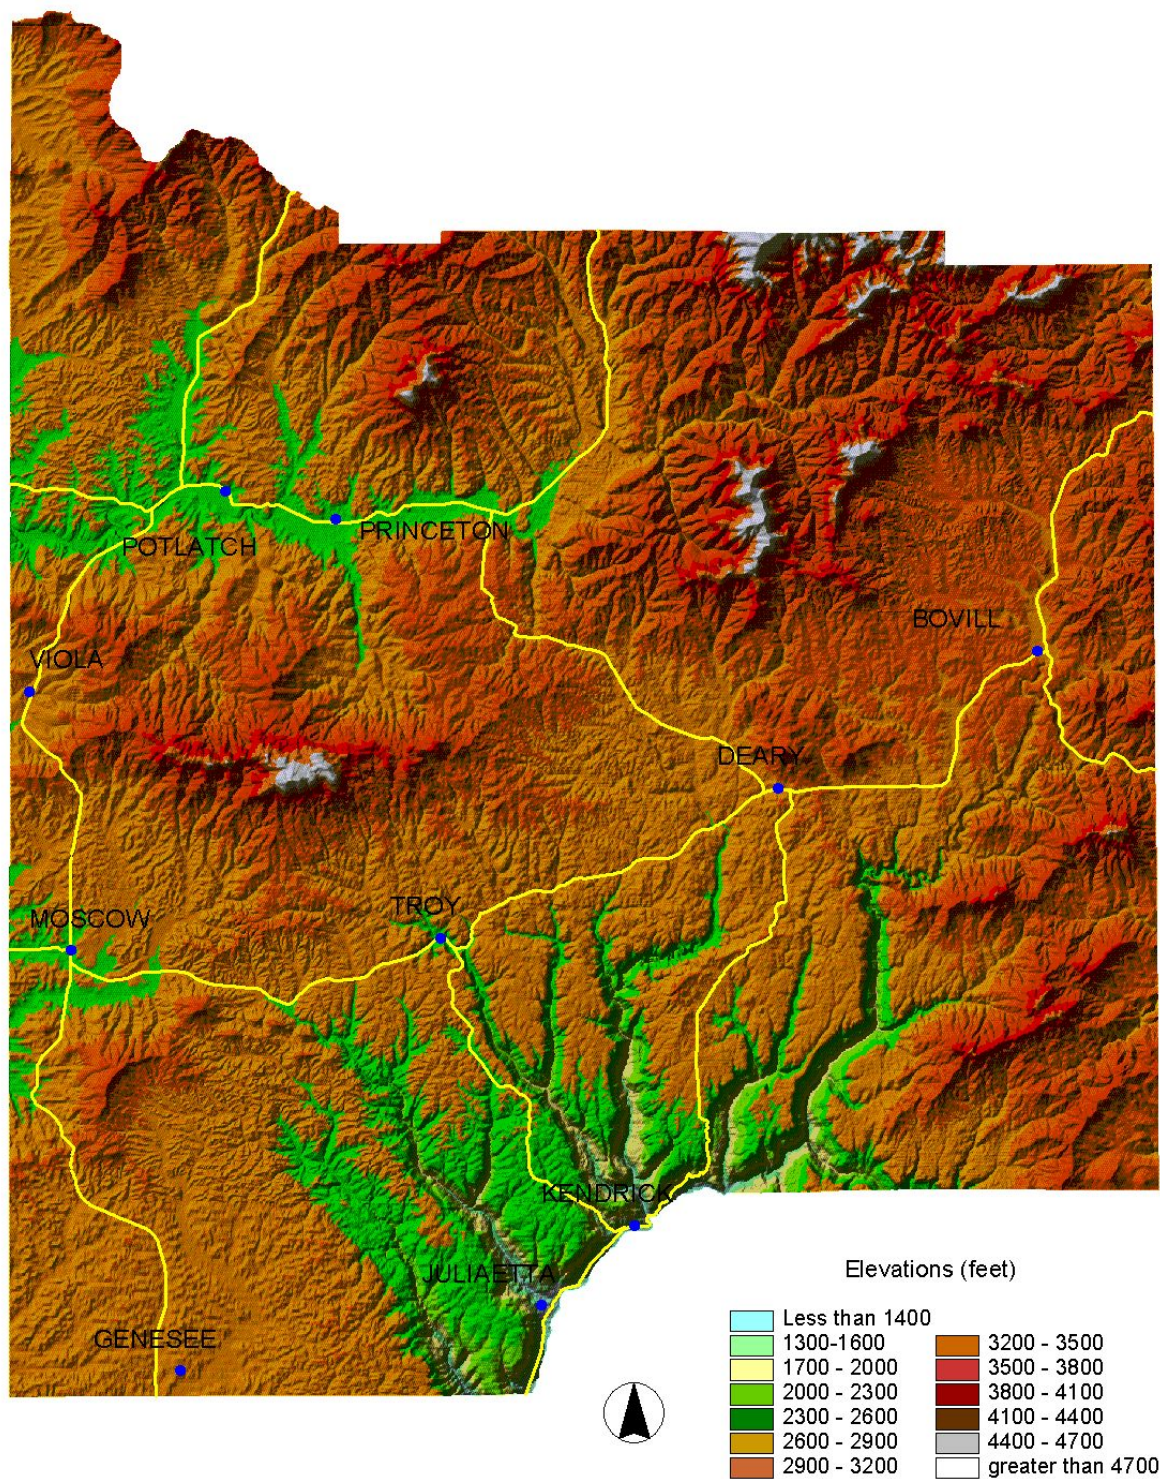 PRINCETON
POTLATCH
BOVILL
VIOLA
DEARY
TROY
MOSCOW
KENDRICK
JULIAETTA
GENESEE
Elevations (feet)
Less than 1400
1300-1600
1700 - 2000
2000 - 2300
2300 - 2600
2600 - 2900
2900 - 3200
3200 - 3500
3500 - 3800
3800 - 4100
4100 - 4400
4400 - 4700
greater than 4700